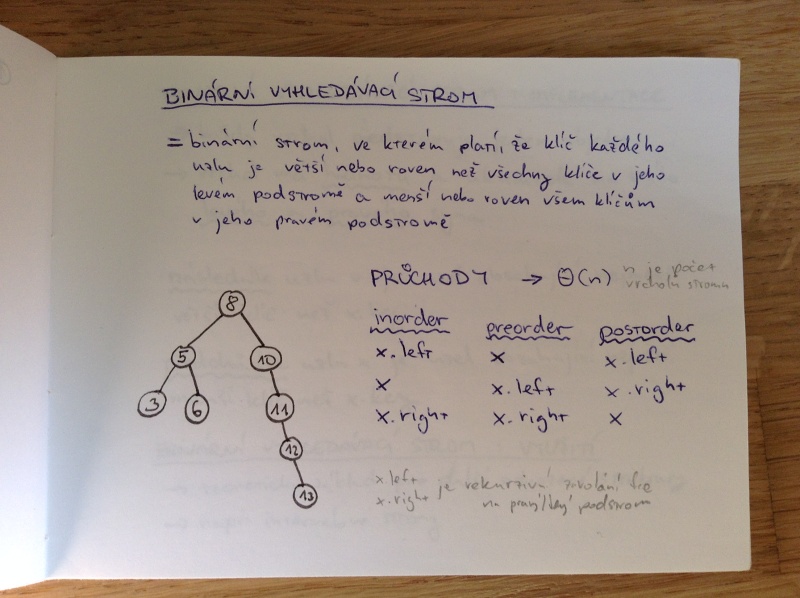 BINÁRNÍ VYHLEDÁVACÍ STROM
= binární strom, ve kterém platí, že klíč každého
uzlu je větší nebo roven než všechny klíče v jeho
levém podstromě a menší nebo roven všem klíčům
v jeho pravém podstromě
PRŮCHODY → Θ(n) n je počet
vrcholů stromu
inorder preorder postorder
x.left x x.left
x x.left x.right
x.right x.right x
8
5 10
3 6 11
12
13
x.left
x.right je rekurzivní zavolání fce
na pravý/levý podstrom